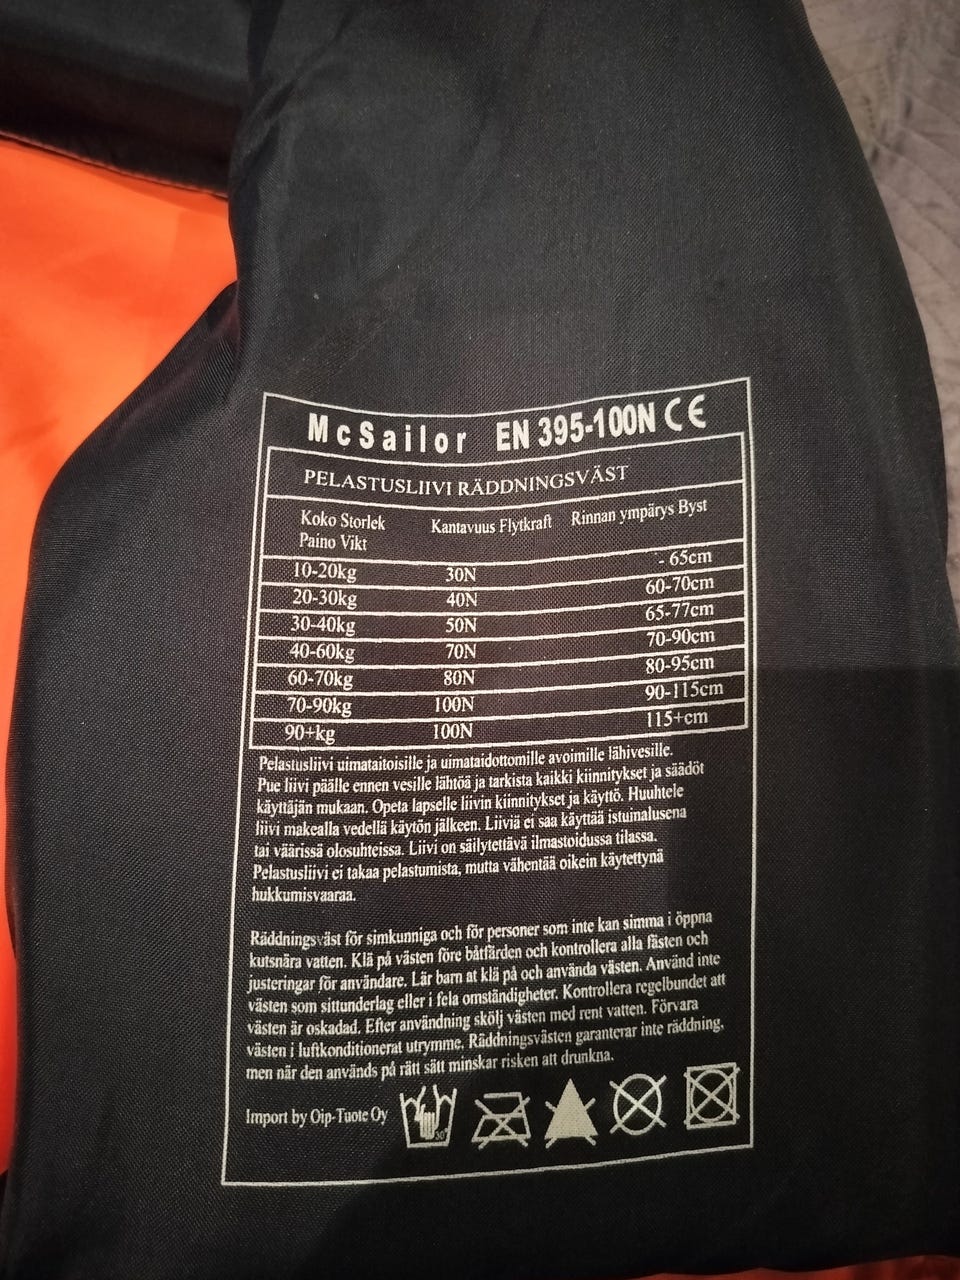 McSailor EN 395-100N CE
PELASTUSLIIVI RÄDDNINGSVÄST
Koko Storlek Kantavuus Flytkraft Rinnan ympärys Byst
Paino Vikt
10-20kg 30N - 65cm
20-30kg 40N 60-70cm
30-40kg 50N 65-77cm
40-60kg 70N 70-90cm
60-70kg 80N 80-95cm
70-90kg 100N 90-115cm
90+kg 100N 115+cm
Pelastusliivi uimataitoisille ja uimataidottomille avoimille lähivesille.
Pue liivi päälle ennen vesille lähtöä ja tarkista kaikki kiinnitykset ja säädöt
käyttäjän mukaan. Opeta lapselle liivin kiinnitykset ja käyttö. Huuhtele
liivi makealla vedellä käytön jälkeen. Liiviä ei saa käyttää istuinalusena
tai väärissä olosuhteissa. Liivi on säilytettävä ilmastoidussa tilassa.
Pelastusliivi ei takaa pelastumista, mutta vähentää oikein käytettynä
hukkumisvaaraa.
Räddningsväst för simkunniga och för personer som inte kan simma i öppna
kutsnära vatten. Klä på västen före båtfärden och kontrollera alla fästen och
justeringar för användare. Lär barn at klä på och använda västen. Använd inte
västen som sittunderlag eller i fela omständigheter. Kontrollera regelbundet att
västen är oskadad. Efter användning skölj västen med rent vatten. Förvara
västen i luftkonditionerat utrymme. Räddningsvästen garanterar inte räddning,
men när den används på rätt sätt minskar risken att drunkna.
Import by Oip-Tuote Oy 30°